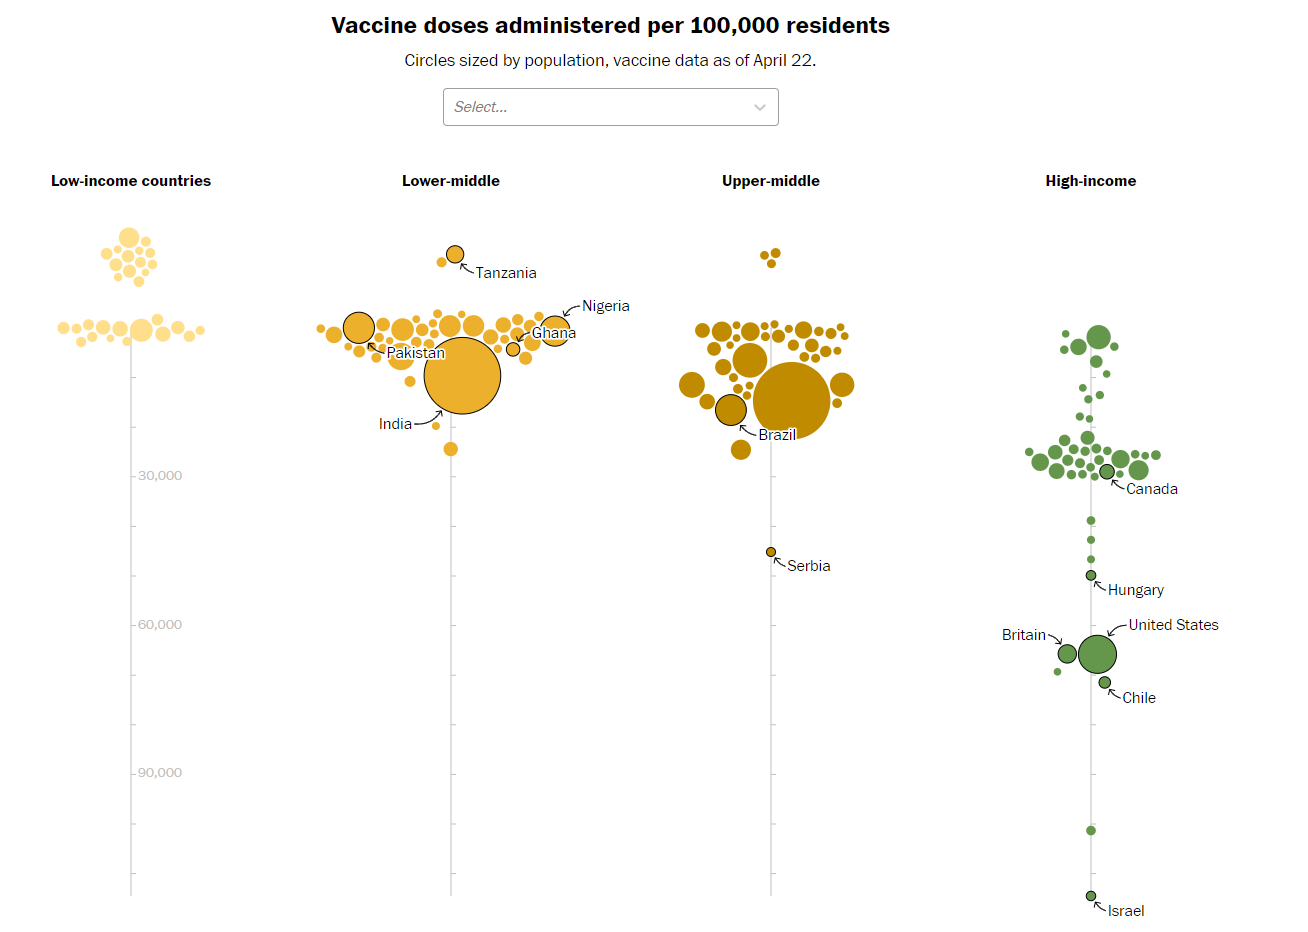 Vaccine doses administered per 100,000 residents
Circles sized by population, vaccine data as of April 22.
Select...
Low-income countries
Lower-middle
Upper-middle
High-income
Tanzania
Nigeria
Ghana
Pakistan
India
Brazil
30,000
Canada
Serbia
Hungary
60,000
Britain
United States
Chile
90,000
Israel